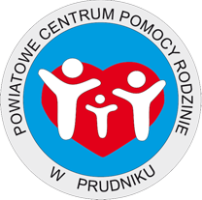 POWIATOWE CENTRUM POMOCY RODZINIE
W PRUDNIKU